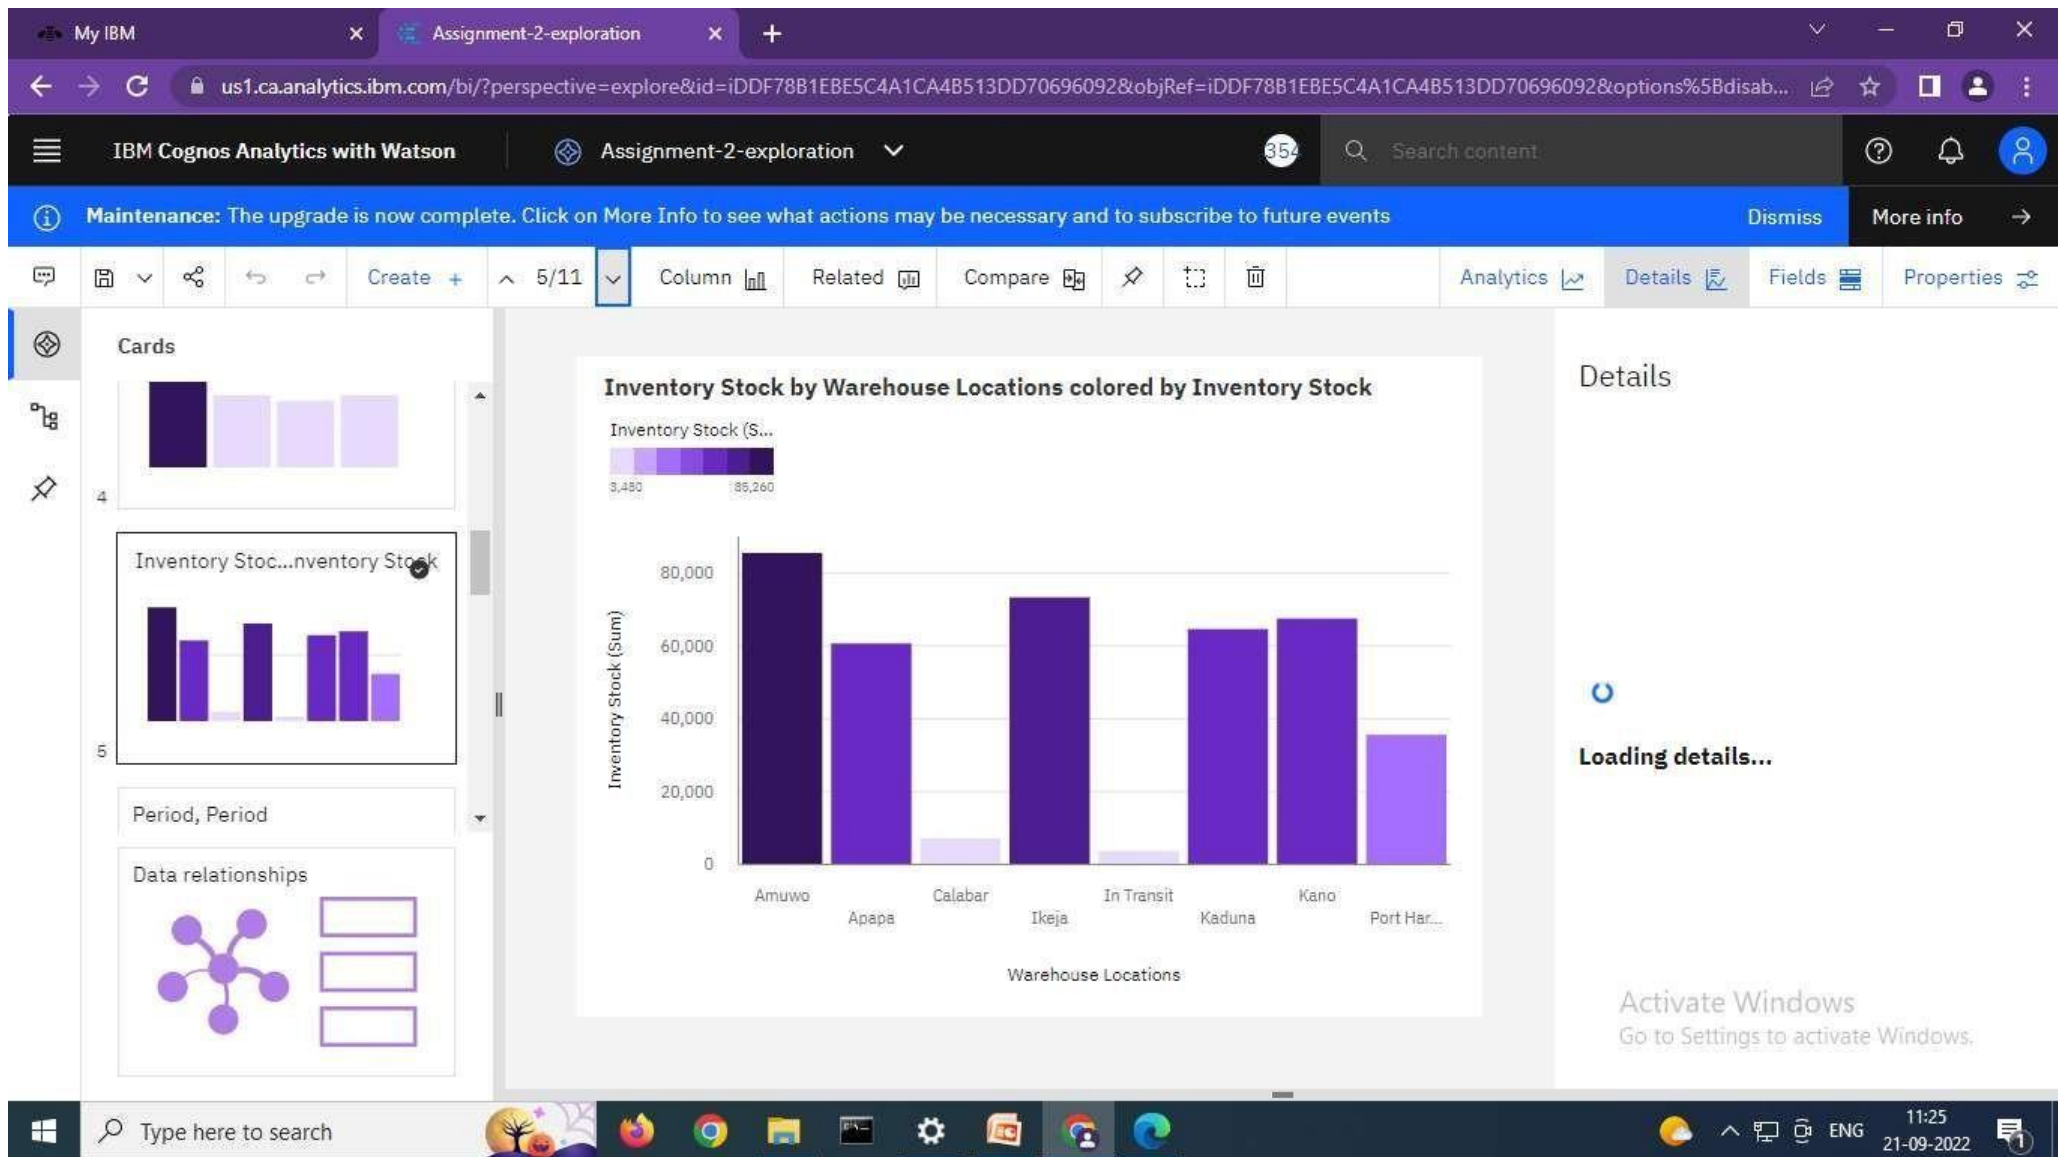 My IBM
Assignment-2-exploration
us1.ca.analytics.ibm.com/bi/?perspective=explore&id=iDDF78B1EBE5C4A1CA4B513DD70696092&objRef=iDDF78B1EBE5C4A1CA4B513DD70696092&options%5Bdisab...
IBM Cognos Analytics with Watson
Assignment-2-exploration
354
Search content
Maintenance: The upgrade is now complete. Click on More Info to see what actions may be necessary and to subscribe to future events
Dismiss
More info
Create +
5/11
Column
Related
Compare
Analytics
Details
Fields
Properties
Cards
4
Inventory Stoc...nventory Stock
5
Period, Period
Data relationships
Inventory Stock by Warehouse Locations colored by Inventory Stock
Inventory Stock (S...
3,480 85,260
Inventory Stock (Sum)
80,000
60,000
40,000
20,000
0
Amuwo
Apapa
Calabar
Ikeja
In Transit
Kaduna
Kano
Port Har...
Warehouse Locations
Details
Loading details...
Activate Windows
Go to Settings to activate Windows.
Type here to search
ENG
11:25
21-09-2022
1